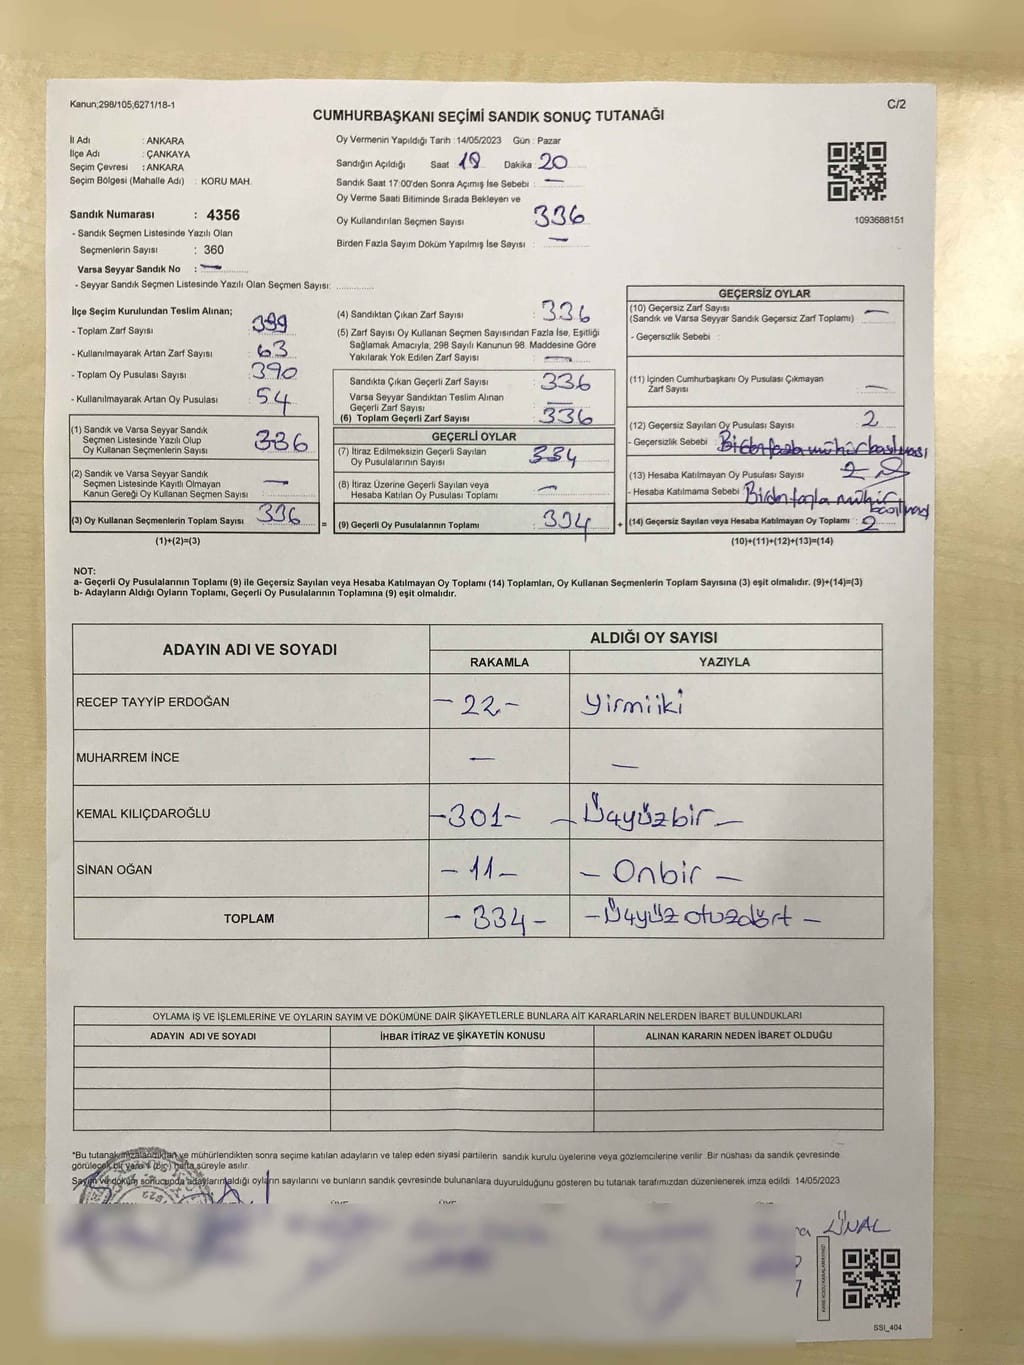 Kanun;298/105,6271/18-1
C/2
CUMHURBAŞKANI SEÇİMİ SANDIK SONUÇ TUTANAĞI
İl Adı : ANKARA
İlçe Adı : ÇANKAYA
Seçim Çevresi : ANKARA
Seçim Bölgesi (Mahalle Adı) : KORU MAH.
Sandık Numarası : 4356
- Sandık Seçmen Listesinde Yazılı Olan
Seçmenlerin Sayısı : 360
Varsa Seyyar Sandık No : —
- Seyyar Sandık Seçmen Listesinde Yazılı Olan Seçmen Sayısı:
Oy Vermenin Yapıldığı Tarih : 14/05/2023 Gün : Pazar
Sandığın Açıldığı Saat Dakika : 20
Sandık Saat 17:00'den Sonra Açımış İse Sebebi : —
Oy Verme Saati Bitiminde Sırada Bekleyen ve
Oy Kullandırılan Seçmen Sayısı 336
Birden Fazla Sayım Döküm Yapılmış İse Sayısı : —
1093688151
İlçe Seçim Kurulundan Teslim Alınan;
- Toplam Zarf Sayısı : 399
- Kullanılmayarak Artan Zarf Sayısı : 63
- Toplam Oy Pusulası Sayısı : 390
- Kullanılmayarak Artan Oy Pusulası : 54
(1) Sandık ve Varsa Seyyar Sandık
Seçmen Listesinde Yazılı Olup
Oy Kullanan Seçmenlerin Sayısı : 336
(2) Sandık ve Varsa Seyyar Sandık
Seçmen Listesinde Kayıtlı Olmayan
Kanun Gereği Oy Kullanan Seçmen Sayısı : —
(3) Oy Kullanan Seçmenlerin Toplam Sayısı : 336
(1)+(2)=(3)
=
(4) Sandıktan Çıkan Zarf Sayısı : 336
(5) Zarf Sayısı Oy Kullanan Seçmen Sayısından Fazla İse, Eşitliği
Sağlamak Amacıyla, 298 Sayılı Kanunun 98. Maddesine Göre
Yakılarak Yok Edilen Zarf Sayısı : —
Sandıkta Çıkan Geçerli Zarf Sayısı : 336
Varsa Seyyar Sandıktan Teslim Alınan
Geçerli Zarf Sayısı : —
(6) Toplam Geçerli Zarf Sayısı : 336
GEÇERLİ OYLAR
(7) İtiraz Edilmeksizin Geçerli Sayılan
Oy Pusulalarının Sayısı : 334
(8) İtiraz Üzerine Geçerli Sayılan veya
Hesaba Katılan Oy Pusulası Toplamı : —
(9) Geçerli Oy Pusulalarının Toplamı : 334
+
GEÇERSİZ OYLAR
(10) Geçersiz Zarf Sayısı : —
(Sandık ve Varsa Seyyar Sandık Geçersiz Zarf Toplamı)
- Geçersizlik Sebebi :
(11) İçinden Cumhurbaşkanı Oy Pusulası Çıkmayan
Zarf Sayısı : —
(12) Geçersiz Sayılan Oy Pusulası Sayısı : 2
- Geçersizlik Sebebi : Birden fazla mühür basılması
(13) Hesaba Katılmayan Oy Pusulası Sayısı : 2
- Hesaba Katılmama Sebebi : Birden fazla mühür
(14) Geçersiz Sayılan veya Hesaba Katılmayan Oy Toplamı : 2
(10)+(11)+(12)+(13)=(14)
NOT:
a- Geçerli Oy Pusulalarının Toplamı (9) ile Geçersiz Sayılan veya Hesaba Katılmayan Oy Toplamı (14) Toplamları, Oy Kullanan Seçmenlerin Toplam Sayısına (3) eşit olmalıdır. (9)+(14)=(3)
b- Adayların Aldığı Oyların Toplamı, Geçerli Oy Pusulalarının Toplamına (9) eşit olmalıdır.
ADAYIN ADI VE SOYADI
ALDIĞI OY SAYISI
RAKAMLA YAZIYLA
RECEP TAYYİP ERDOĞAN – 22 – Yirmiiki
MUHARREM İNCE — —
KEMAL KILIÇDAROĞLU – 301 – – Üçyüzbir –
SİNAN OĞAN – 11 – – Onbir –
TOPLAM – 334 – – Üçyüz otuzdört –
OYLAMA İŞ VE İŞLEMLERİNE VE OYLARIN SAYIM VE DÖKÜMÜNE DAİR ŞİKAYETLERLE BUNLARA AİT KARARLARIN NELERDEN İBARET BULUNDUKLARI
ADAYIN ADI VE SOYADI İHBAR İTİRAZ VE ŞİKAYETİN KONUSU ALINAN KARARIN NEDEN İBARET OLDUĞU
*Bu tutanak imzalandıktan ve mühürlendikten sonra seçime katılan adayların ve talep eden siyasi partilerin sandık kurulu üyelerine veya gözlemcilerine verilir .Bir nüshası da sandık çevresinde
görülecek bir yere 1 (bir) hafta süreyle asılır.
Sayım ve döküm sonucunda adayların aldığı oyların sayılarını ve bunların sandık çevresinde bulunanlara duyurulduğunu gösteren bu tutanak tarafımızdan düzenlenerek imza edildi. 14/05/2023
ÜNAL
SSI_404